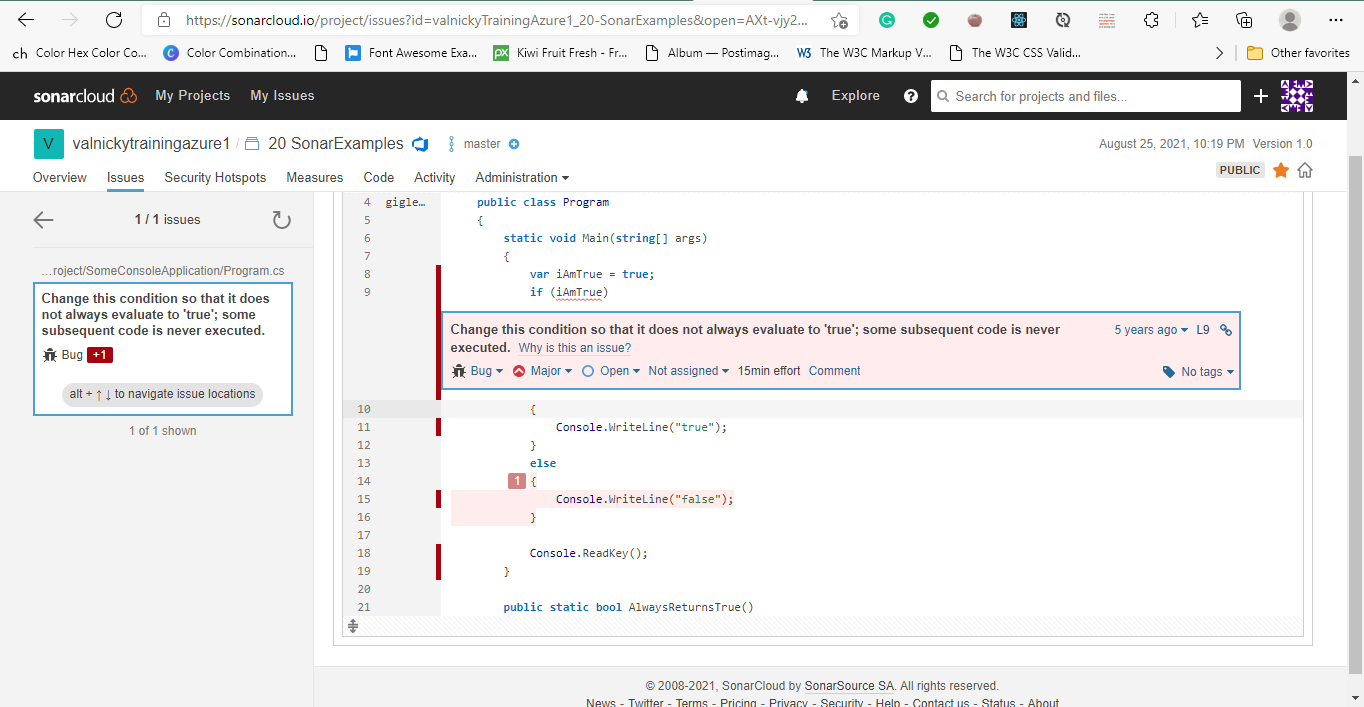 https://sonarcloud.io/project/issues?id=valnickyTrainingAzure1_20-SonarExamples&open=AXt-vjy2...
ch Color Hex Color Co... C Color Combination... Font Awesome Exa... px Kiwi Fruit Fresh - Fr... Album — Postimag... W3 The W3C Markup V... The W3C CSS Valid... Other favorites
sonarcloud My Projects My Issues Explore ? Search for projects and files... +
V valnickytrainingazure1 / 20 SonarExamples master August 25, 2021, 10:19 PM Version 1.0
Overview Issues Security Hotspots Measures Code Activity Administration PUBLIC
1 / 1 issues
...roject/SomeConsoleApplication/Program.cs
Change this condition so that it does
not always evaluate to 'true'; some
subsequent code is never executed.
Bug +1
alt + ↑ ↓ to navigate issue locations
1 of 1 shown
4 gigle... public class Program
5 {
6 static void Main(string[] args)
7 {
8 var iAmTrue = true;
9 if (iAmTrue)
Change this condition so that it does not always evaluate to 'true'; some subsequent code is never 5 years ago L9
executed. Why is this an issue?
Bug Major Open Not assigned 15min effort Comment No tags
10 {
11 Console.WriteLine("true");
12 }
13 else
14 1 {
15 Console.WriteLine("false");
16 }
17
18 Console.ReadKey();
19 }
20
21 public static bool AlwaysReturnsTrue()
© 2008-2021, SonarCloud by SonarSource SA. All rights reserved.
News - Twitter - Terms - Pricing - Privacy - Security - Help - Contact us - Status - About